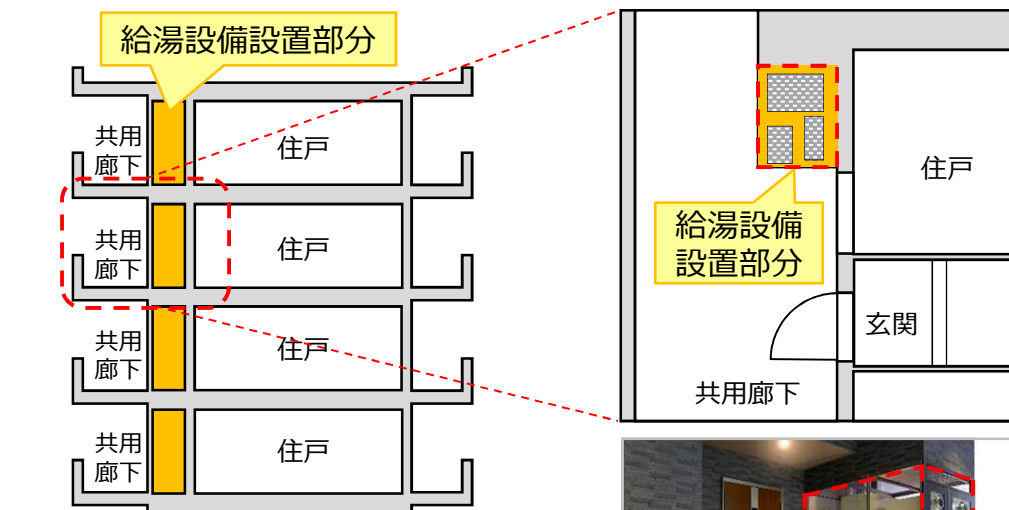 給湯設備設置部分
共用
廊下
住戸
共用
廊下
住戸
共用
廊下
住戸
共用
廊下
住戸
住戸
給湯設備
設置部分
玄関
共用廊下